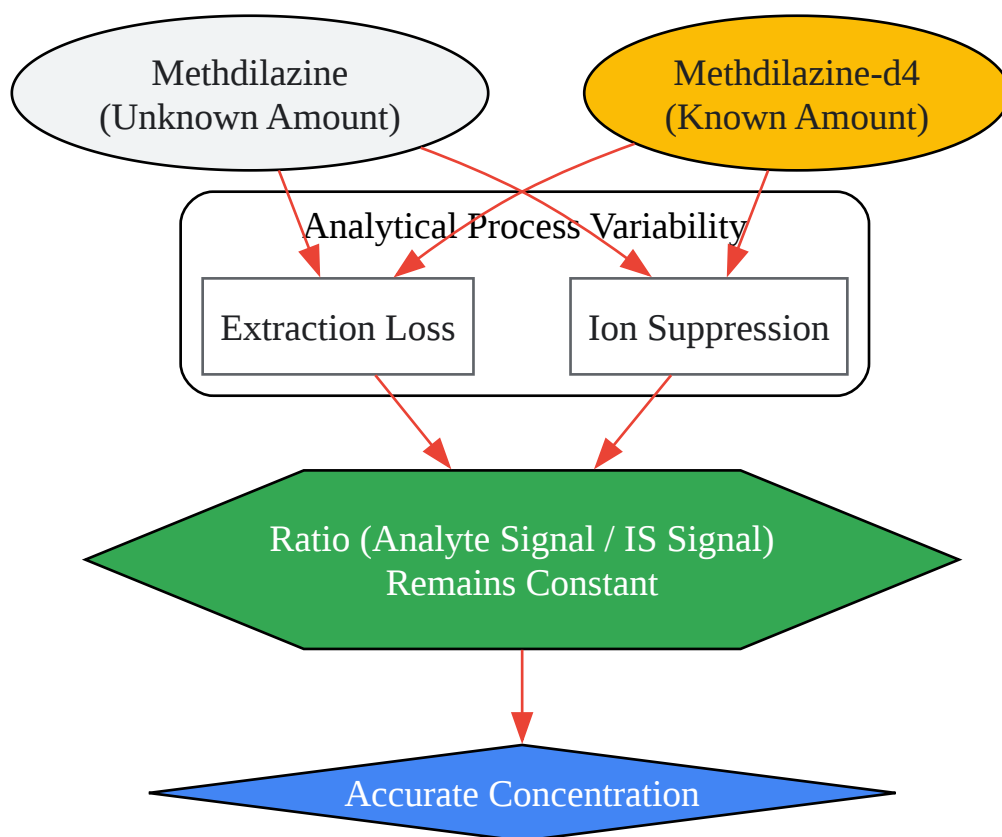 Methdilazine
(Unknown Amount)
Methdilazine-d4
(Known Amount)
Analytical Process Variability
Extraction Loss
Ion Suppression
Ratio (Analyte Signal / IS Signal)
Remains Constant
Accurate Concentration